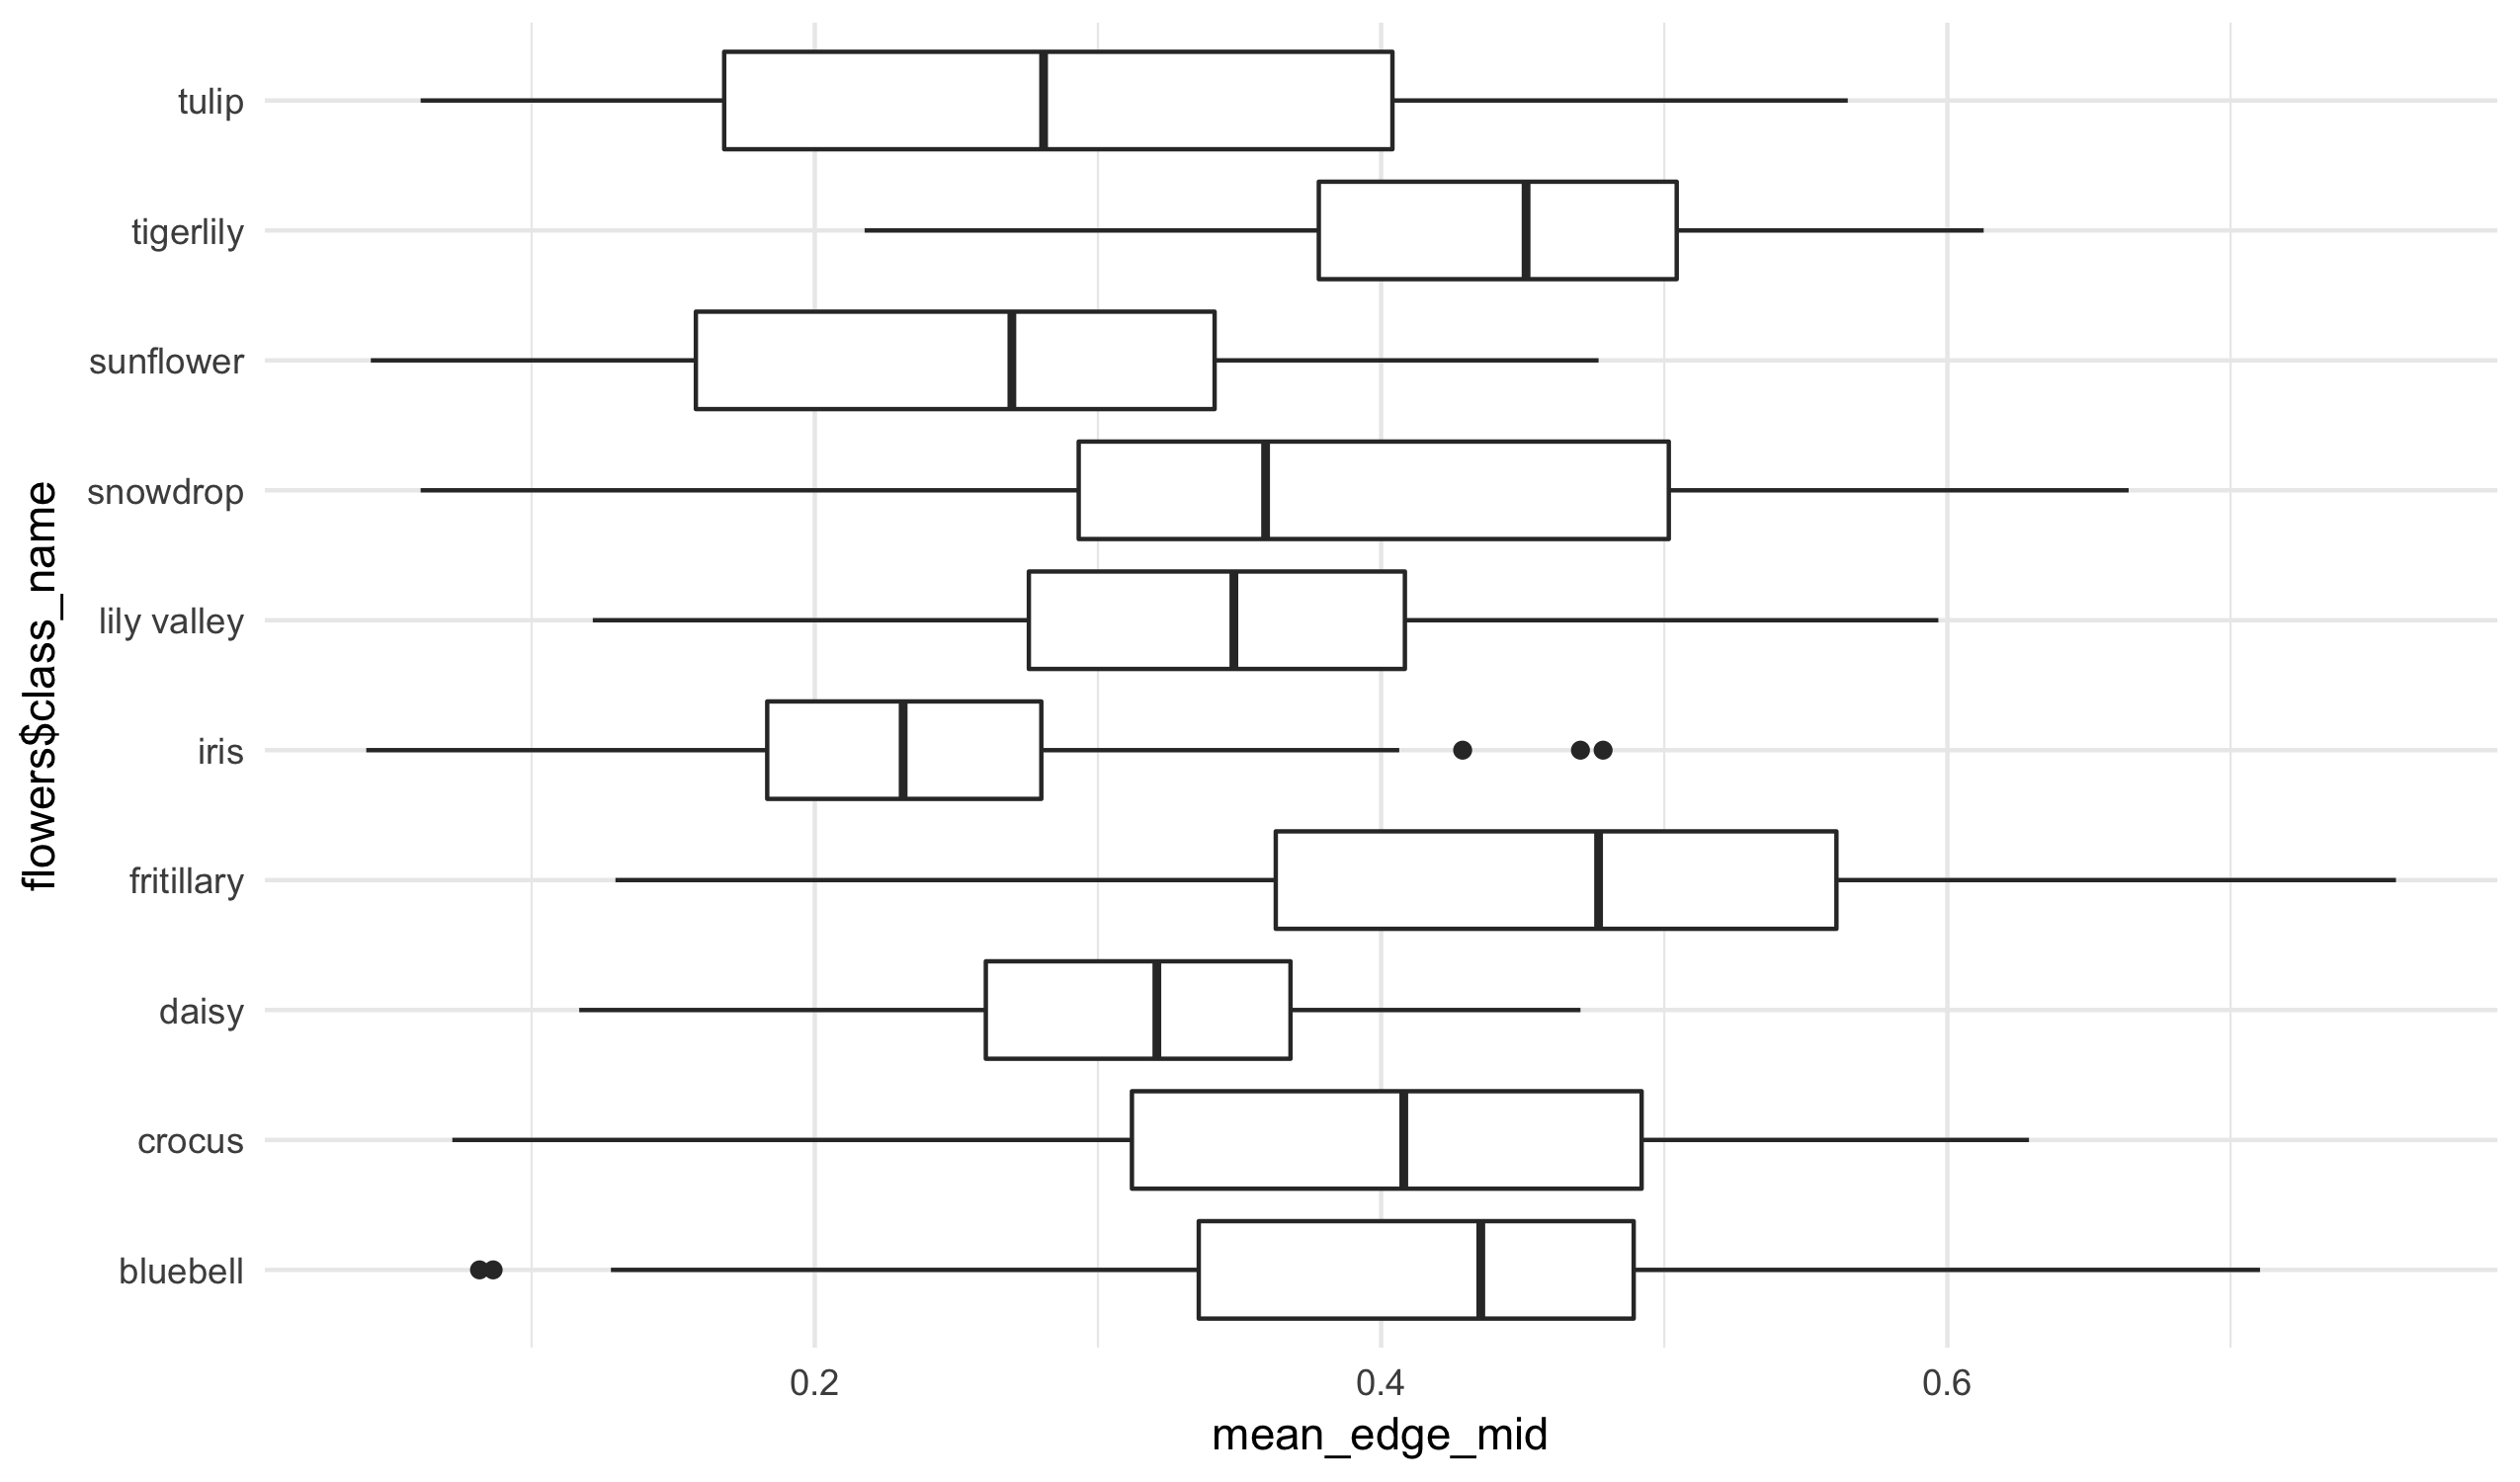 flowers$class_name
tulip
tigerlily
sunflower
snowdrop
lily valley
iris
fritillary
daisy
crocus
bluebell
0.2 0.4 0.6
mean_edge_mid